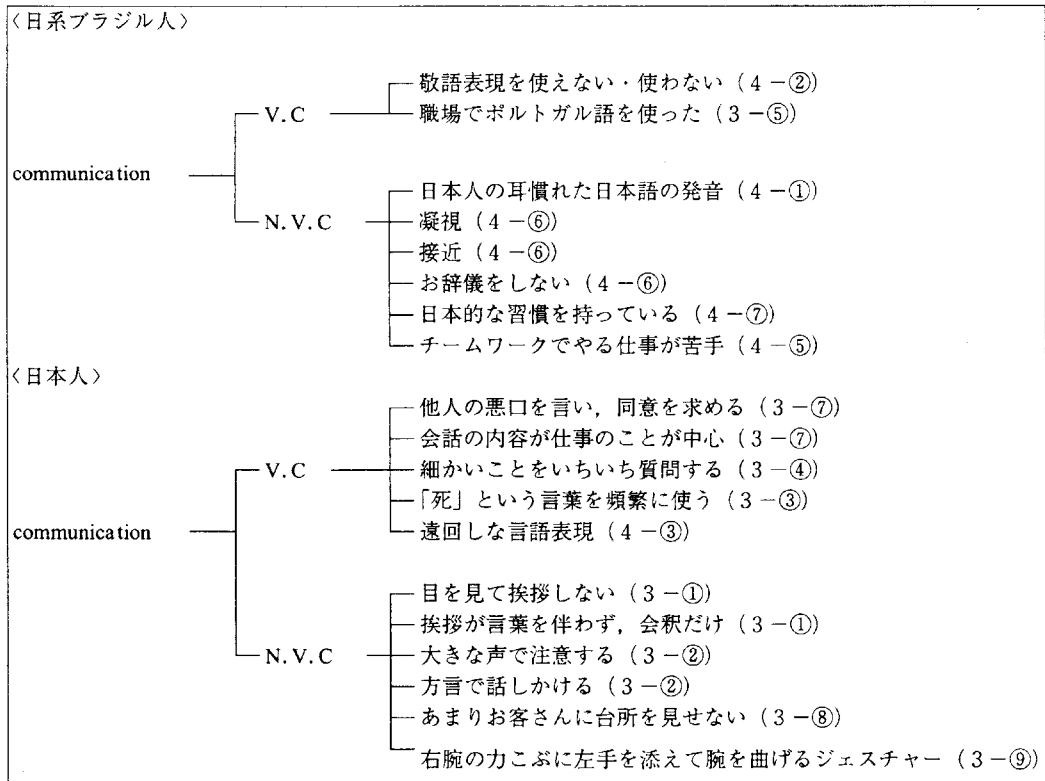 〈日系ブラジル人〉
敬語表現を使えない・使わない（4－②）
V.C
職場でポルトガル語を使った（3－⑤）
communication
日本人の耳慣れた日本語の発音（4－①）
N.V.C
凝視（4－⑥）
接近（4－⑥）
お辞儀をしない（4－⑥）
日本的な習慣を持っている（4－⑦）
チームワークでやる仕事が苦手（4－⑤）
〈日本人〉
他人の悪口を言い，同意を求める（3－⑦）
会話の内容が仕事のことが中心（3－⑦）
V.C
細かいことをいちいち質問する（3－④）
「死」という言葉を頻繁に使う（3－③）
communication
遠回しな言語表現（4－③）
目を見て挨拶しない（3－①）
挨拶が言葉を伴わず，会釈だけ（3－①）
N.V.C
大きな声で注意する（3－②）
方言で話しかける（3－②）
あまりお客さんに台所を見せない（3－⑧）
右腕の力こぶに左手を添えて腕を曲げるジェスチャー（3－⑨）